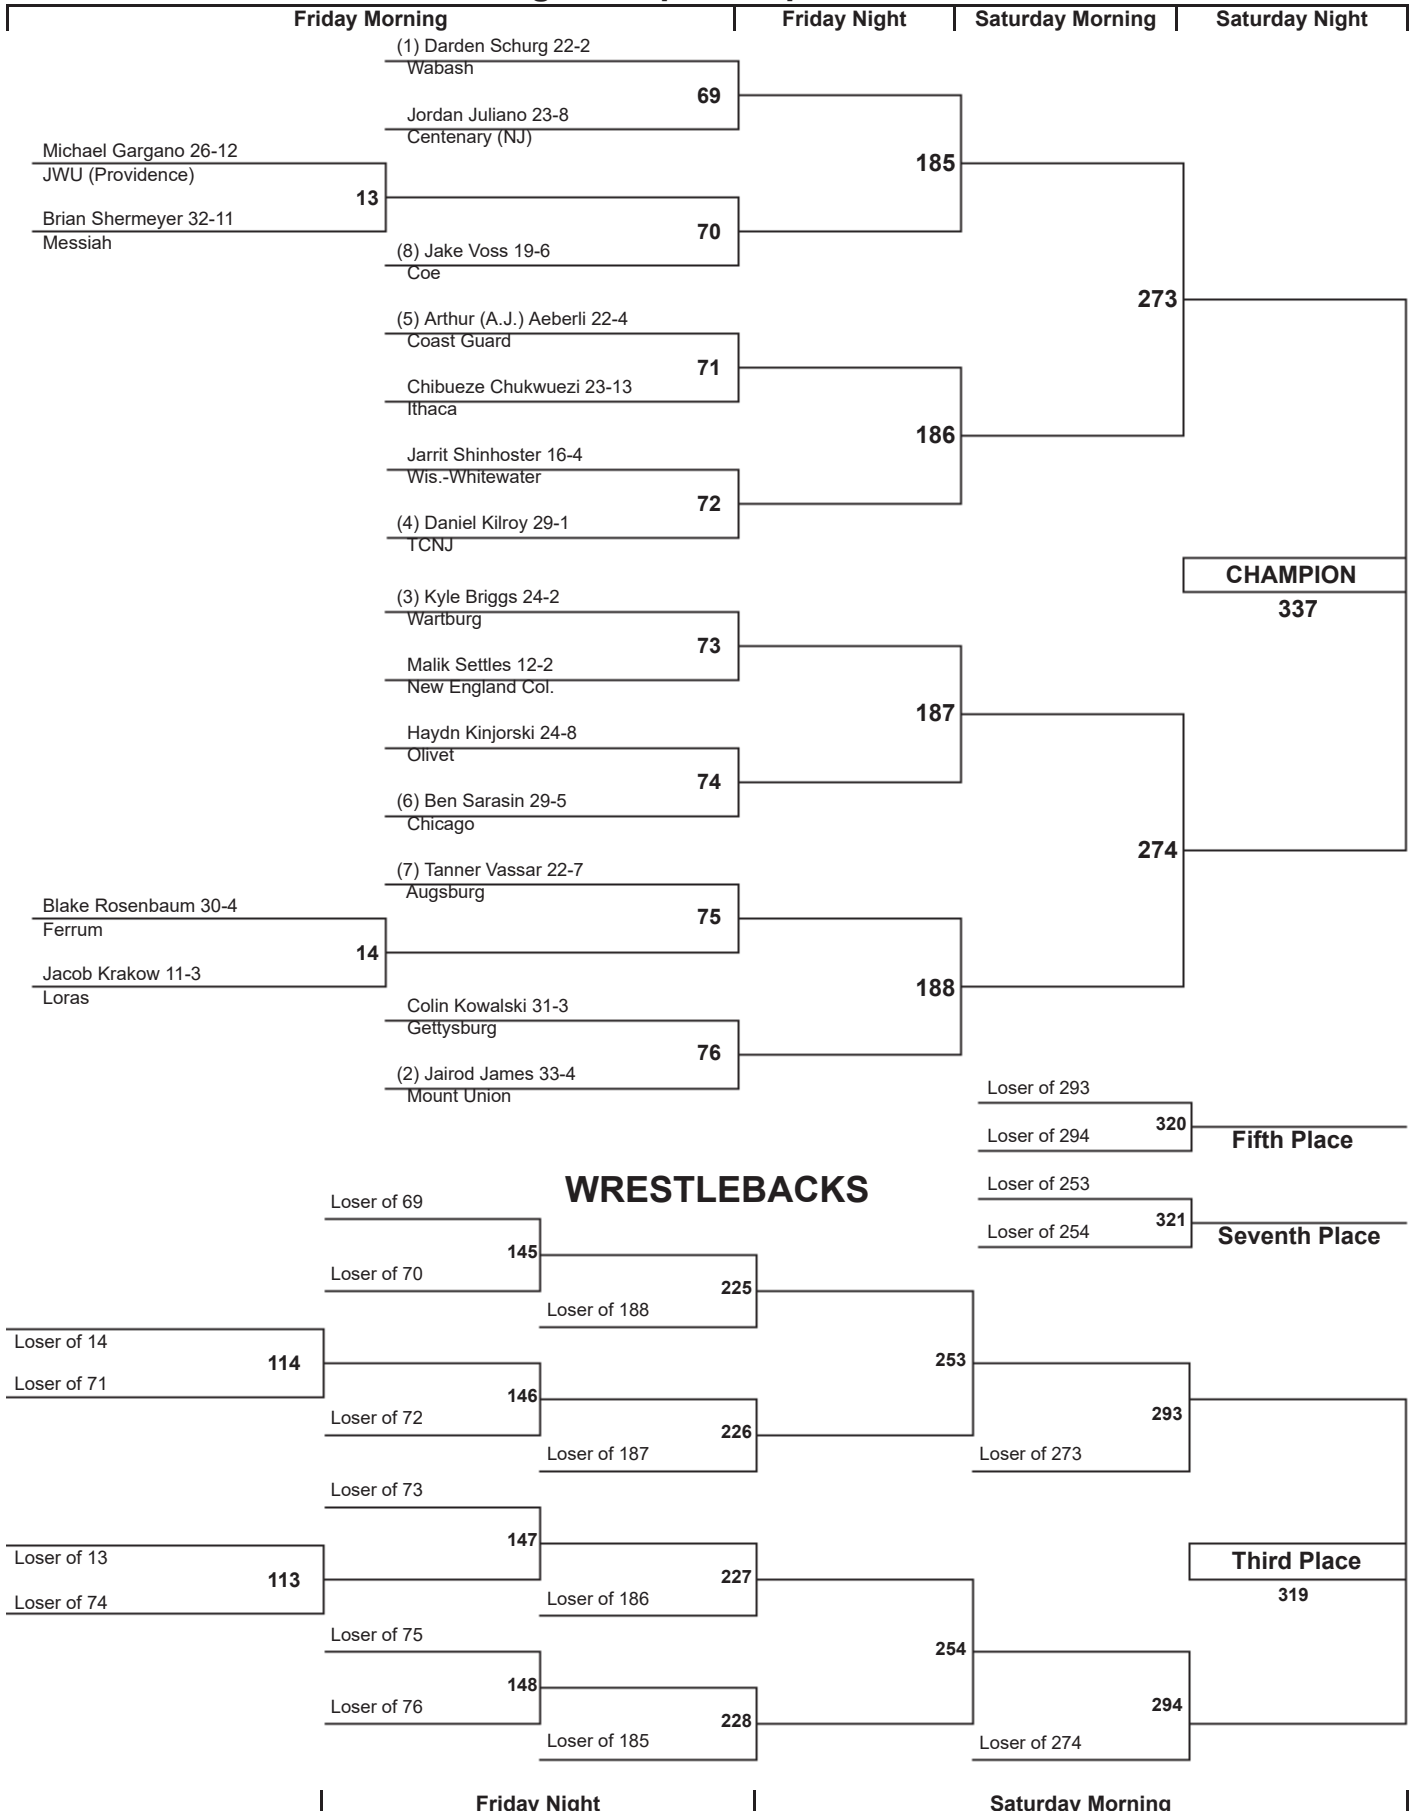 Friday Morning
Friday Night
Saturday Morning
Saturday Night
(1) Darden Schurg 22-2
Wabash
69
Jordan Juliano 23-8
Centenary (NJ)
Michael Gargano 26-12
JWU (Providence)
185
13
Brian Shermeyer 32-11
Messiah
70
(8) Jake Voss 19-6
Coe
273
(5) Arthur (A.J.) Aeberli 22-4
Coast Guard
71
Chibueze Chukwuezi 23-13
Ithaca
186
Jarrit Shinhoster 16-4
Wis.-Whitewater
72
(4) Daniel Kilroy 29-1
TCNJ
CHAMPION
337
(3) Kyle Briggs 24-2
Wartburg
73
Malik Settles 12-2
New England Col.
187
Haydn Kinjorski 24-8
Olivet
74
(6) Ben Sarasin 29-5
Chicago
274
(7) Tanner Vassar 22-7
Augsburg
Blake Rosenbaum 30-4
Ferrum
75
14
Jacob Krakow 11-3
Loras
188
Colin Kowalski 31-3
Gettysburg
76
(2) Jairod James 33-4
Mount Union
Loser of 293
320
Loser of 294
Fifth Place
WRESTLEBACKS
Loser of 253
321
Loser of 254
Seventh Place
Loser of 69
145
Loser of 70
225
Loser of 188
Loser of 14
114
Loser of 71
253
146
Loser of 72
293
226
Loser of 187
Loser of 273
Loser of 73
147
Loser of 13
113
Loser of 74
227
Loser of 186
Third Place
319
Loser of 75
254
148
Loser of 76
294
228
Loser of 185
Loser of 274
Friday Night
Saturday Morning